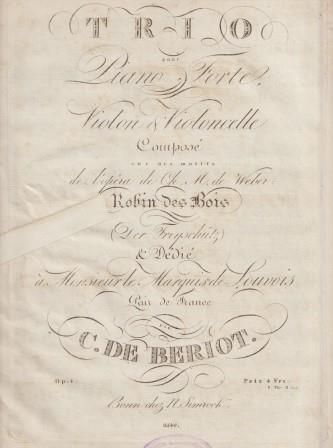 TRIO
pour
Piano Forte,
Violon & Violoncelle
Composé
sur des motifs
de l'opéra de Ch. M. de Weber
Robin des Bois
(Der Freyschütz)
& Dédié
à Monsieur le Marquis de Louvois
Pair de France
PAR
C. DE BERIOT.
Op. 4. Prix 4 Frs.
Bonn chez N. Simrock.